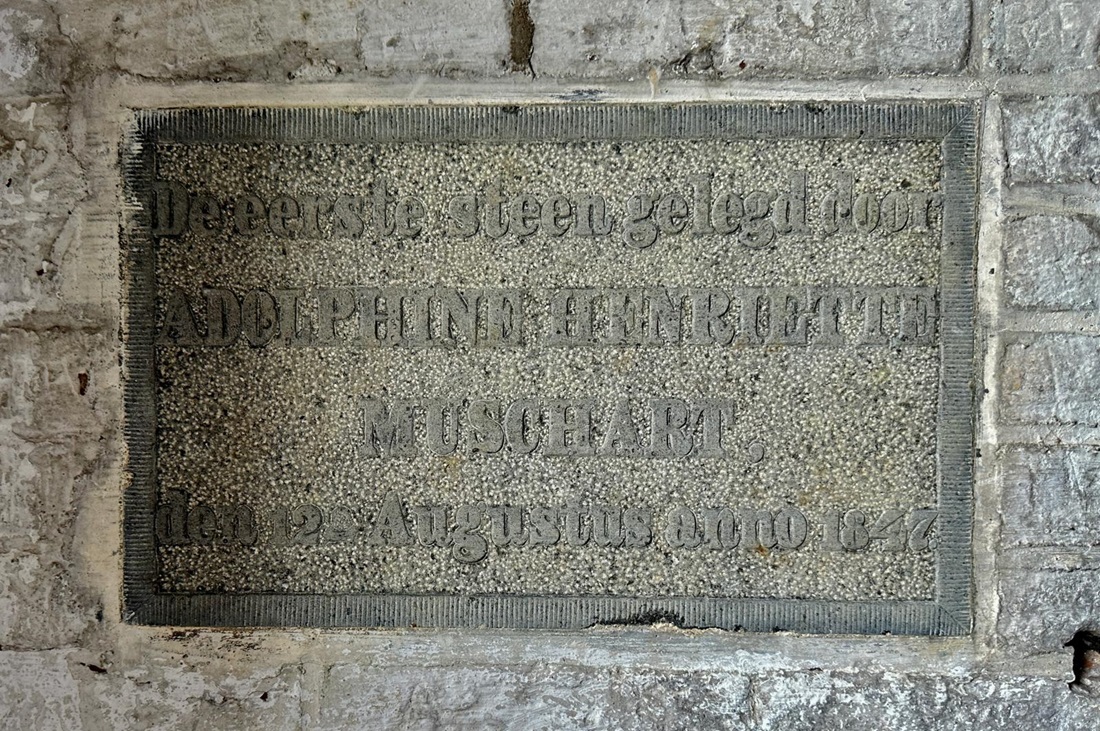 De eerste steen gelegd door
ADOLPHINE HENRIETTE
MUSCHART,
den 12e Augustus anno 1847.